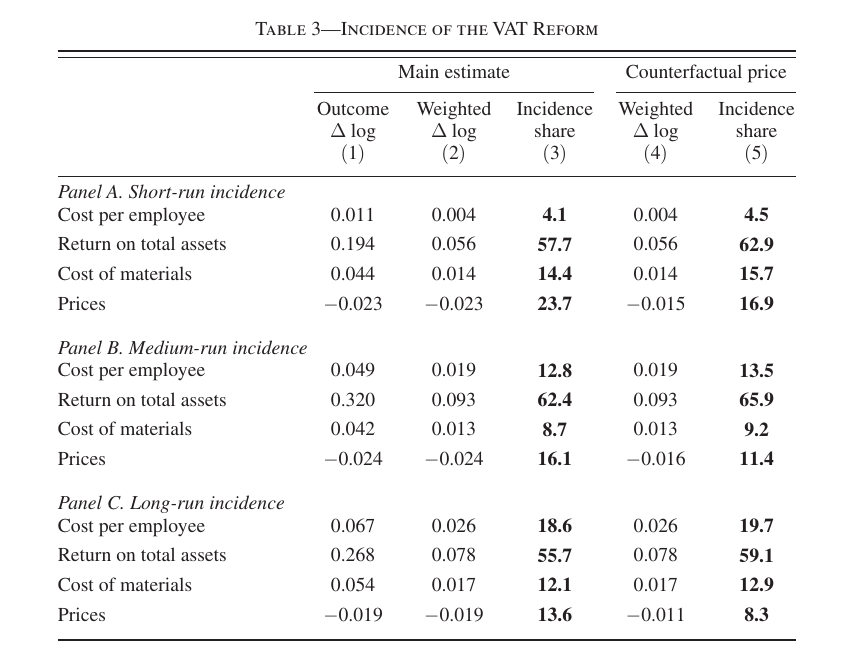 TABLE 3—INCIDENCE OF THE VAT REFORM
Main estimate Counterfactual price
Outcome Weighted Incidence Weighted Incidence
Δ log Δ log share Δ log share
(1) (2) (3) (4) (5)
Panel A. Short-run incidence
Cost per employee 0.011 0.004 4.1 0.004 4.5
Return on total assets 0.194 0.056 57.7 0.056 62.9
Cost of materials 0.044 0.014 14.4 0.014 15.7
Prices −0.023 −0.023 23.7 −0.015 16.9
Panel B. Medium-run incidence
Cost per employee 0.049 0.019 12.8 0.019 13.5
Return on total assets 0.320 0.093 62.4 0.093 65.9
Cost of materials 0.042 0.013 8.7 0.013 9.2
Prices −0.024 −0.024 16.1 −0.016 11.4
Panel C. Long-run incidence
Cost per employee 0.067 0.026 18.6 0.026 19.7
Return on total assets 0.268 0.078 55.7 0.078 59.1
Cost of materials 0.054 0.017 12.1 0.017 12.9
Prices −0.019 −0.019 13.6 −0.011 8.3